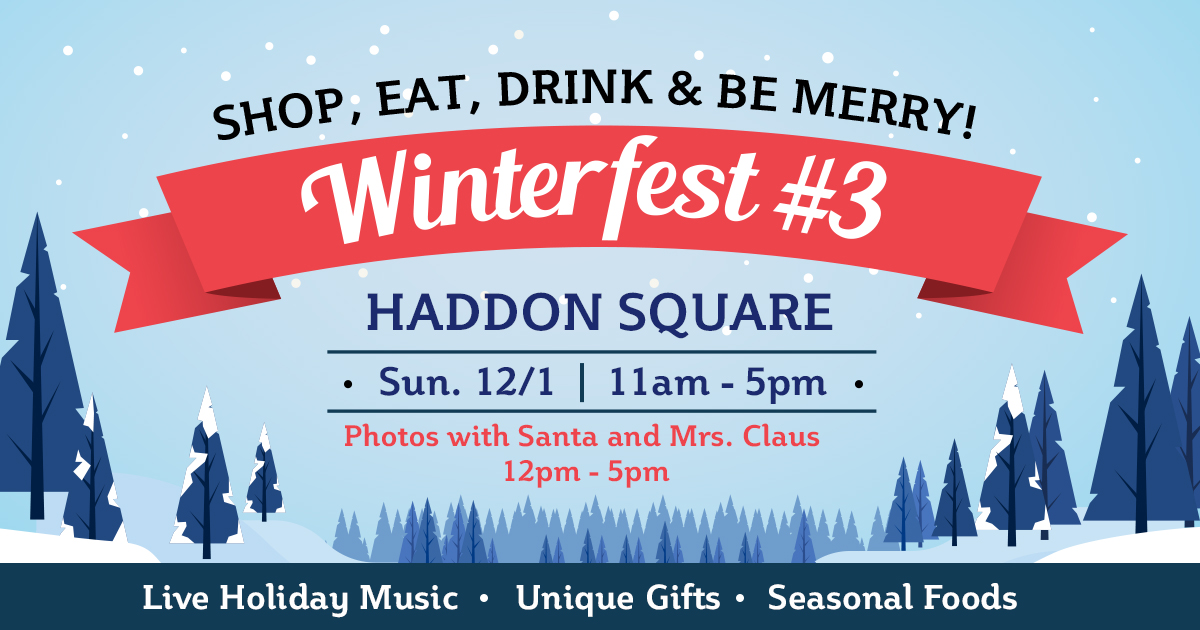 SHOP, EAT, DRINK & BE MERRY!
Winterfest #3
HADDON SQUARE
• Sun. 12/1 | 11am - 5pm •
Photos with Santa and Mrs. Claus
12pm - 5pm
Live Holiday Music • Unique Gifts • Seasonal Foods